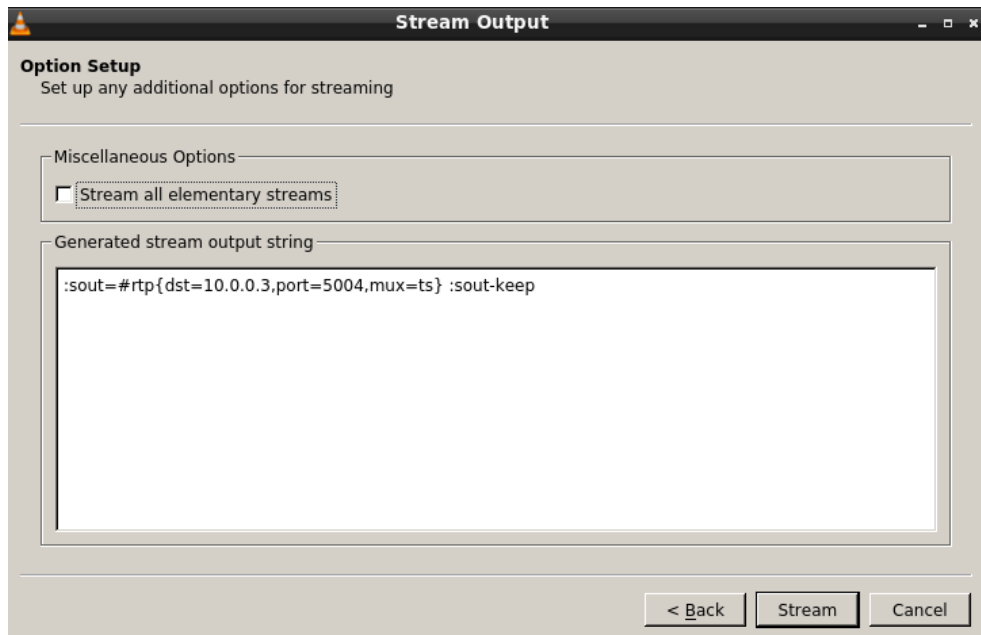 Stream Output
Option Setup
Set up any additional options for streaming
Miscellaneous Options
Stream all elementary streams
Generated stream output string
:sout=#rtp{dst=10.0.0.3,port=5004,mux=ts} :sout-keep
< Back Stream Cancel